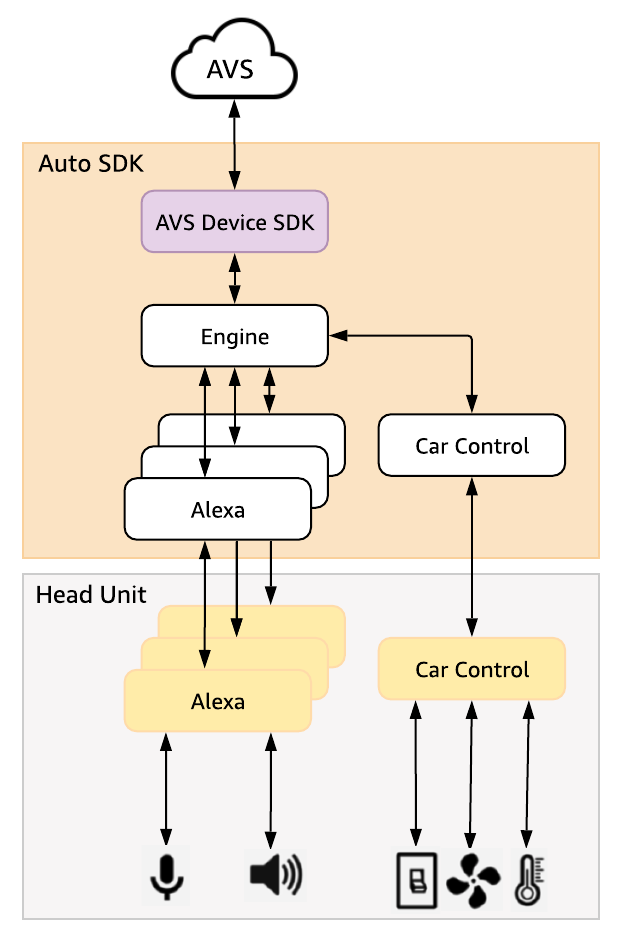 AVS
Auto SDK
AVS Device SDK
Engine
Car Control
Alexa
Head Unit
Car Control
Alexa